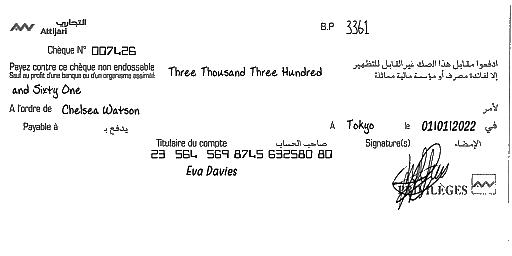 التجاري
Attijari
B.P 3361
Chèque N° 007426
Payez contre ce chèque non endossable
Sauf au profit d'une banque ou d'un organisme assimilé
Three Thousand Three Hundred
ادفعوا مقابل هذا الصك غير القابل للتظهير
إلا لفائدة مصرف أو مؤسسة مالية مماثلة
and Sixty One
A l'ordre de Chelsea Watson لأمر
Payable à يدفع بـ
A Tokyo le 01/01/2022 في
Titulaire du compte صاحب الحساب
Signature(s) الإمضاء
23 564 569 8745 632580 80
Eva Davies
PRIVILÈGES